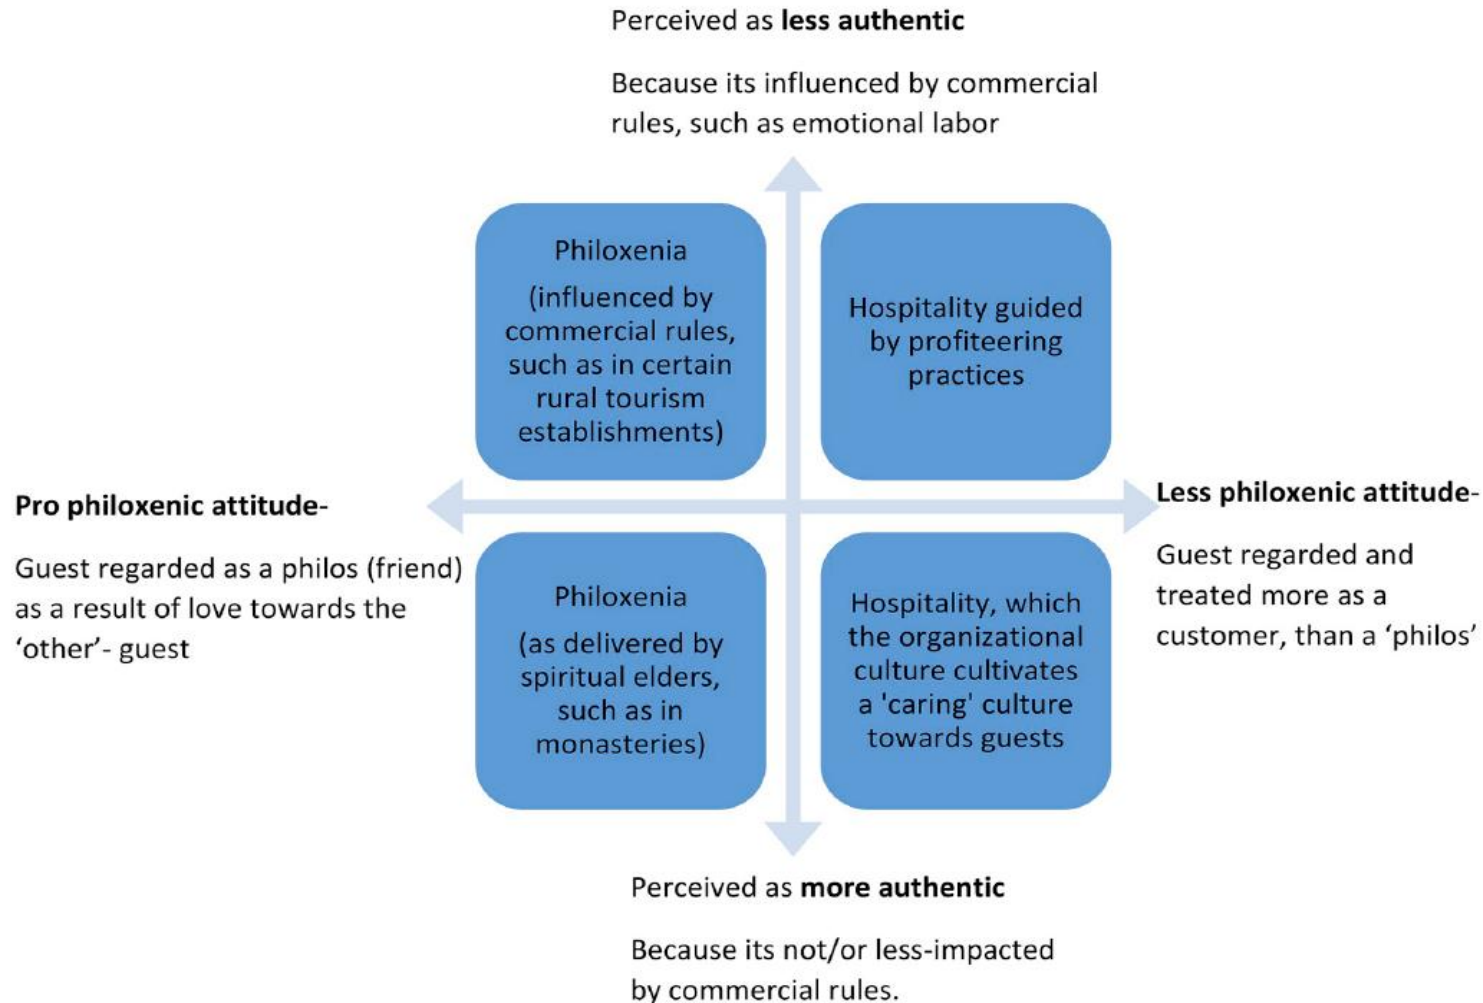 Perceived as less authentic
Because its influenced by commercial
rules, such as emotional labor
Philoxenia
(influenced by
commercial rules,
such as in certain
rural tourism
establishments)
Hospitality guided
by profiteering
practices
Pro philoxenic attitude-
Guest regarded as a philos (friend)
as a result of love towards the
‘other’- guest
Less philoxenic attitude-
Guest regarded and
treated more as a
customer, than a ‘philos’
Philoxenia
(as delivered by
spiritual elders,
such as in
monasteries)
Hospitality, which
the organizational
culture cultivates
a 'caring' culture
towards guests
Perceived as more authentic
Because its not/or less-impacted
by commercial rules.